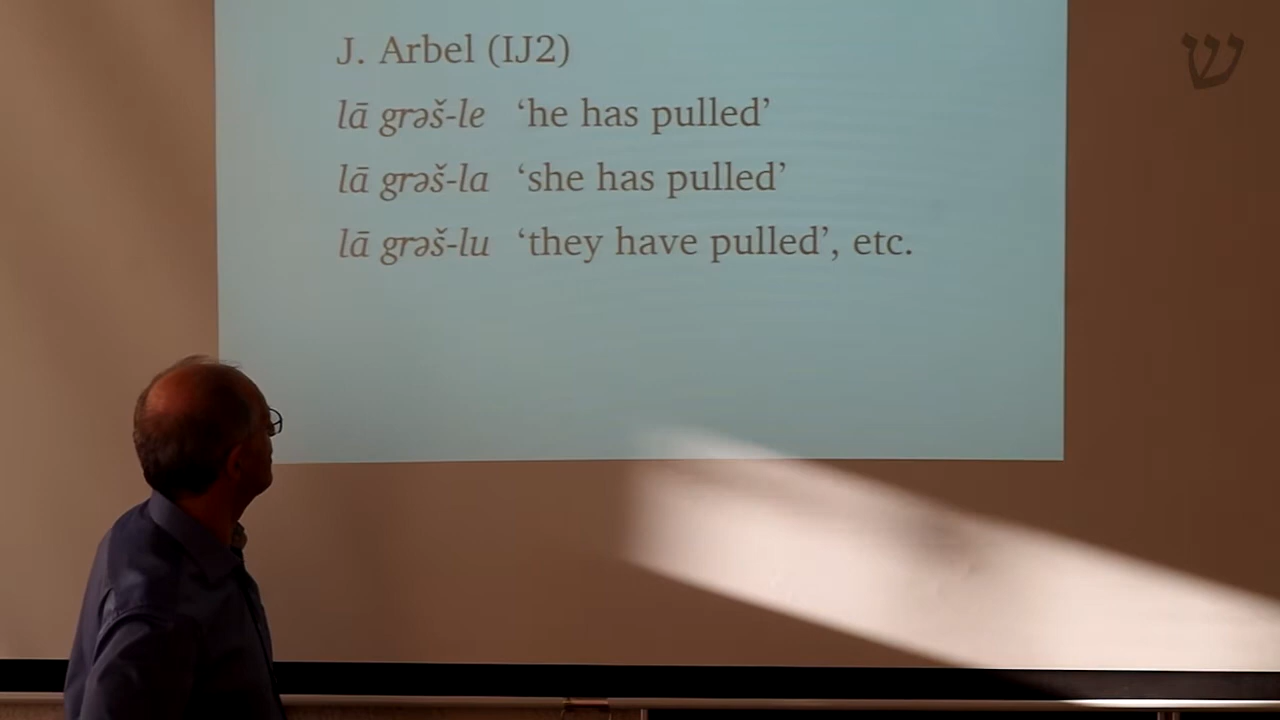 J. Arbel (IJ2)
lā grəš-le ‘he has pulled’
lā grəš-la ‘she has pulled’
lā grəš-lu ‘they have pulled’, etc.
ש